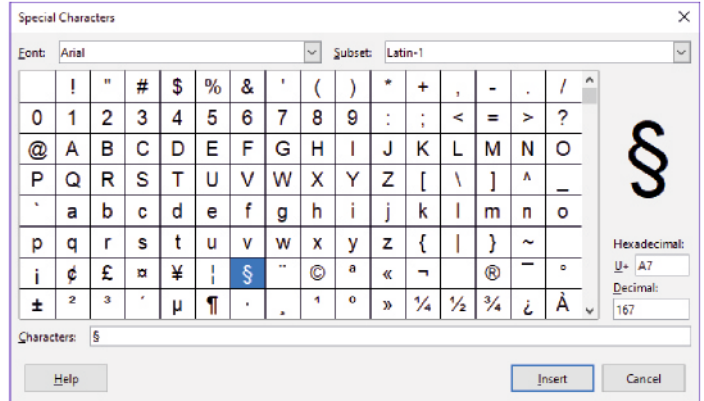 Special Characters
Font: Arial Subset: Latin-1
! " # $ % & ' ( ) * + , - . /
0 1 2 3 4 5 6 7 8 9 : ; < = > ?
@ A B C D E F G H I J K L M N O
P Q R S T U V W X Y Z [ \ ] ^ _
` a b c d e f g h i j k l m n o
p q r s t u v w x y z { | } ~
¡ ¢ £ ¤ ¥ ¦ § ¨ © ª « ¬ ® ¯ °
± ² ³ ´ µ ¶ · ¸ ¹ º » ¼ ½ ¾ ¿ À
§
Hexadecimal:
U+ A7
Decimal:
167
Characters: §
Help Insert Cancel